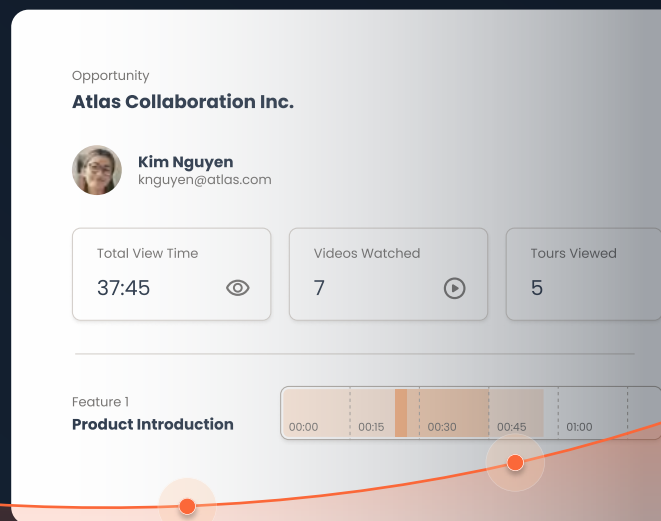 Opportunity
Atlas Collaboration Inc.
Kim Nguyen
knguyen@atlas.com
Total View Time
37:45
Videos Watched
7
Tours Viewed
5
Feature 1
Product Introduction
00:00
00:15
00:30
00:45
01:00